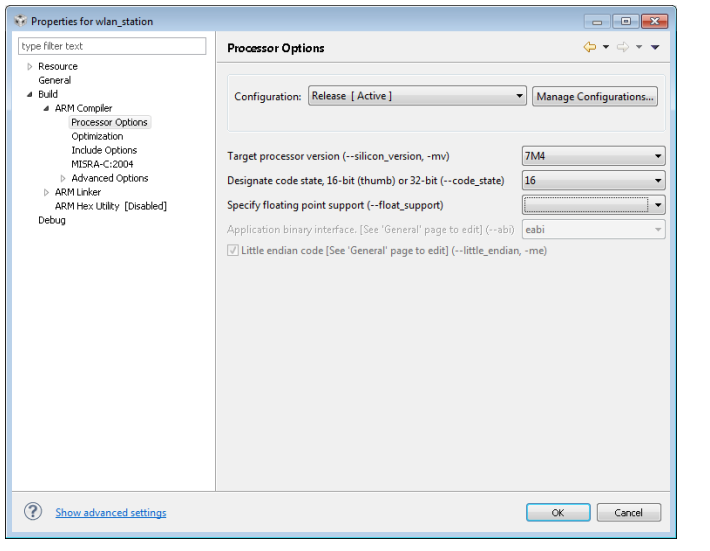 Properties for wlan_station
type filter text
Resource
General
Build
ARM Compiler
Processor Options
Optimization
Include Options
MISRA-C:2004
Advanced Options
ARM Linker
ARM Hex Utility [Disabled]
Debug
Processor Options
Configuration: Release [ Active ] Manage Configurations...
Target processor version (--silicon_version, -mv) 7M4
Designate code state, 16-bit (thumb) or 32-bit (--code_state) 16
Specify floating point support (--float_support)
Application binary interface. [See 'General' page to edit] (--abi) eabi
Little endian code [See 'General' page to edit] (--little_endian, -me)
? Show advanced settings OK Cancel